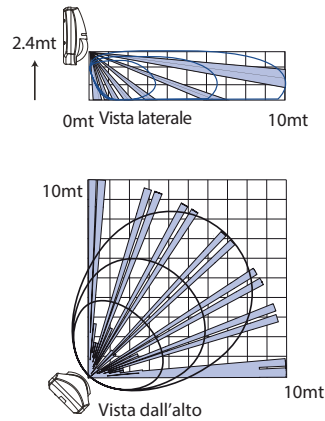 2.4mt
0mt Vista laterale 10mt
10mt
10mt
Vista dall'alto